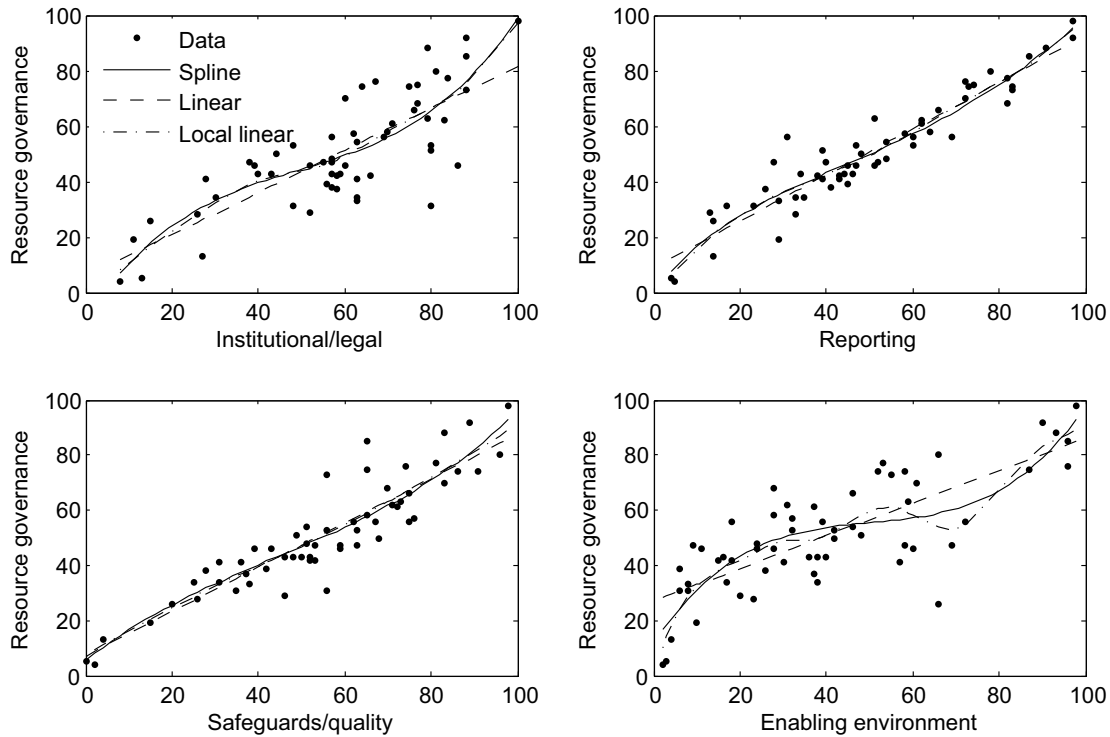 100
80
60
40
20
0
Resource governance
Data
Spline
Linear
Local linear
0 20 40 60 80 100
Institutional/legal
100
80
60
40
20
0
Resource governance
0 20 40 60 80 100
Reporting
100
80
60
40
20
0
Resource governance
0 20 40 60 80 100
Safeguards/quality
100
80
60
40
20
0
Resource governance
0 20 40 60 80 100
Enabling environment